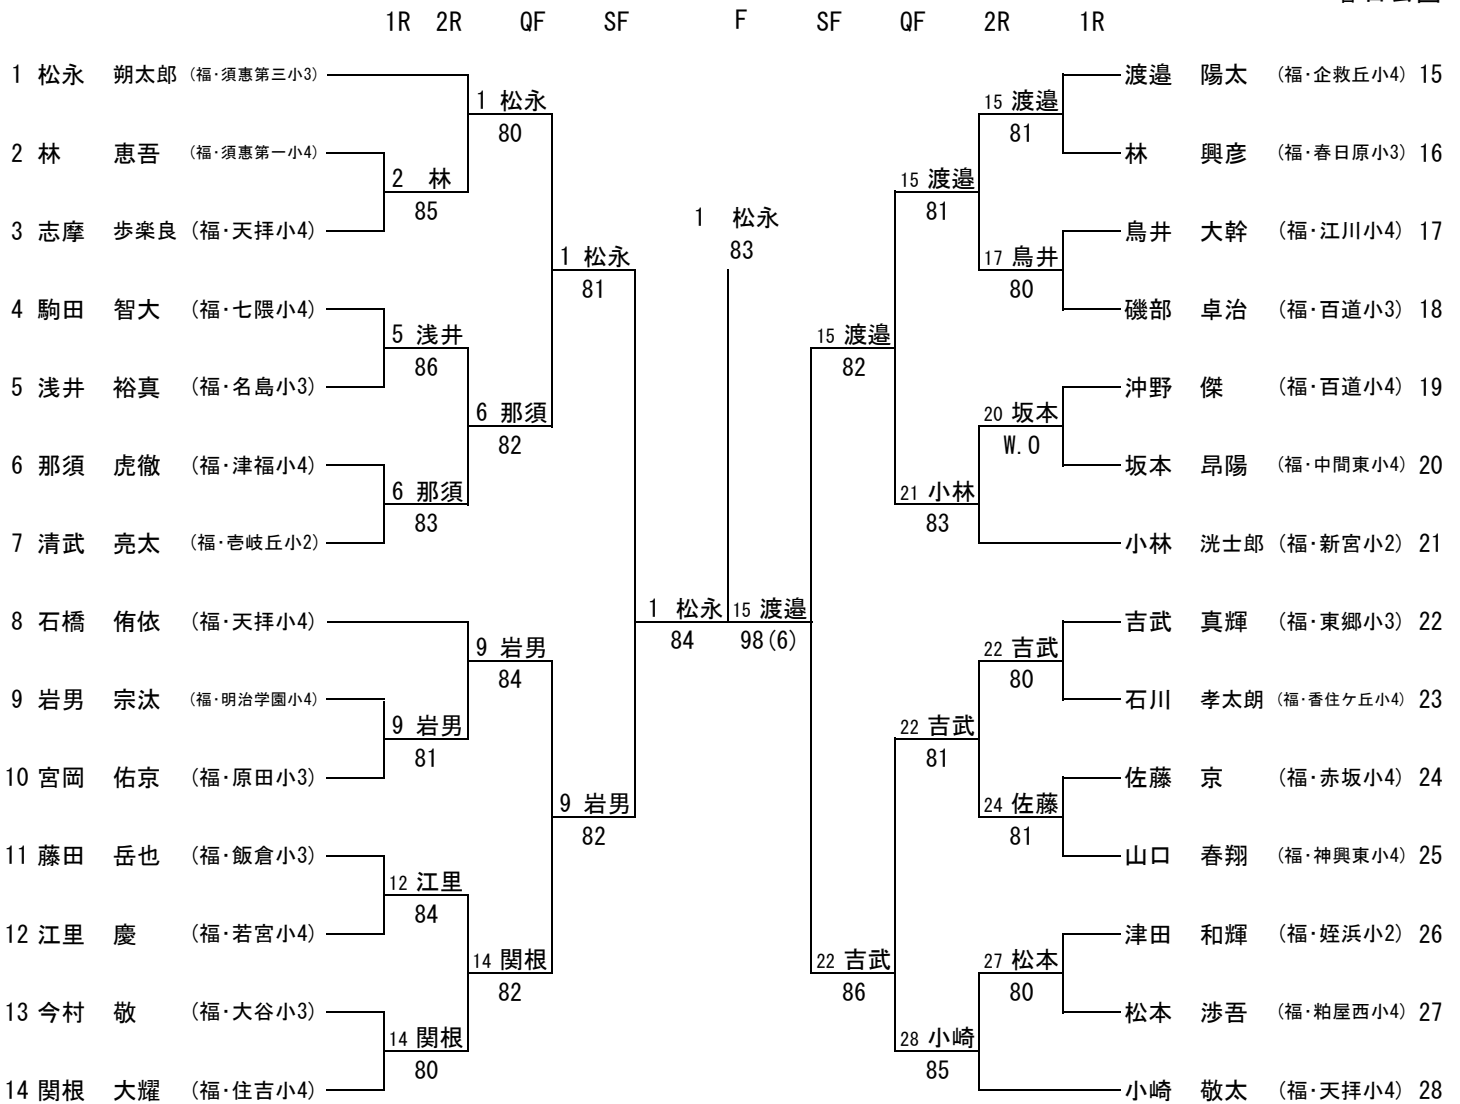 1R 2R QF SF F SF QF 2R 1R
1 松永 朔太郎 (福・須惠第三小3)
2 林 恵吾 (福・須惠第一小4)
3 志摩 歩楽良 (福・天拝小4)
4 駒田 智大 (福・七隈小4)
5 浅井 裕真 (福・名島小3)
6 那須 虎徹 (福・津福小4)
7 清武 亮太 (福・壱岐丘小2)
8 石橋 侑依 (福・天拝小4)
9 岩男 宗汰 (福・明治学園小4)
10 宮岡 佑京 (福・原田小3)
11 藤田 岳也 (福・飯倉小3)
12 江里 慶 (福・若宮小4)
13 今村 敬 (福・大谷小3)
14 関根 大耀 (福・住吉小4)
2 林
85
5 浅井
86
6 那須
83
9 岩男
81
12 江里
84
14 関根
80
1 松永
80
6 那須
82
9 岩男
84
14 関根
82
1 松永
81
9 岩男
82
1 松永
84
1 松永
83
15 渡邉
98(6)
15 渡邉
82
22 吉武
86
15 渡邉
81
21 小林
83
22 吉武
81
28 小崎
85
15 渡邉
81
17 鳥井
80
20 坂本
W.O
22 吉武
80
24 佐藤
81
27 松本
80
渡邉 陽太 (福・企救丘小4) 15
林 興彦 (福・春日原小3) 16
鳥井 大幹 (福・江川小4) 17
磯部 卓治 (福・百道小3) 18
沖野 傑 (福・百道小4) 19
坂本 昂陽 (福・中間東小4) 20
小林 洸士郎 (福・新宮小2) 21
吉武 真輝 (福・東郷小3) 22
石川 孝太朗 (福・香住ケ丘小4) 23
佐藤 京 (福・赤坂小4) 24
山口 春翔 (福・神興東小4) 25
津田 和輝 (福・姪浜小2) 26
松本 渉吾 (福・粕屋西小4) 27
小崎 敬太 (福・天拝小4) 28